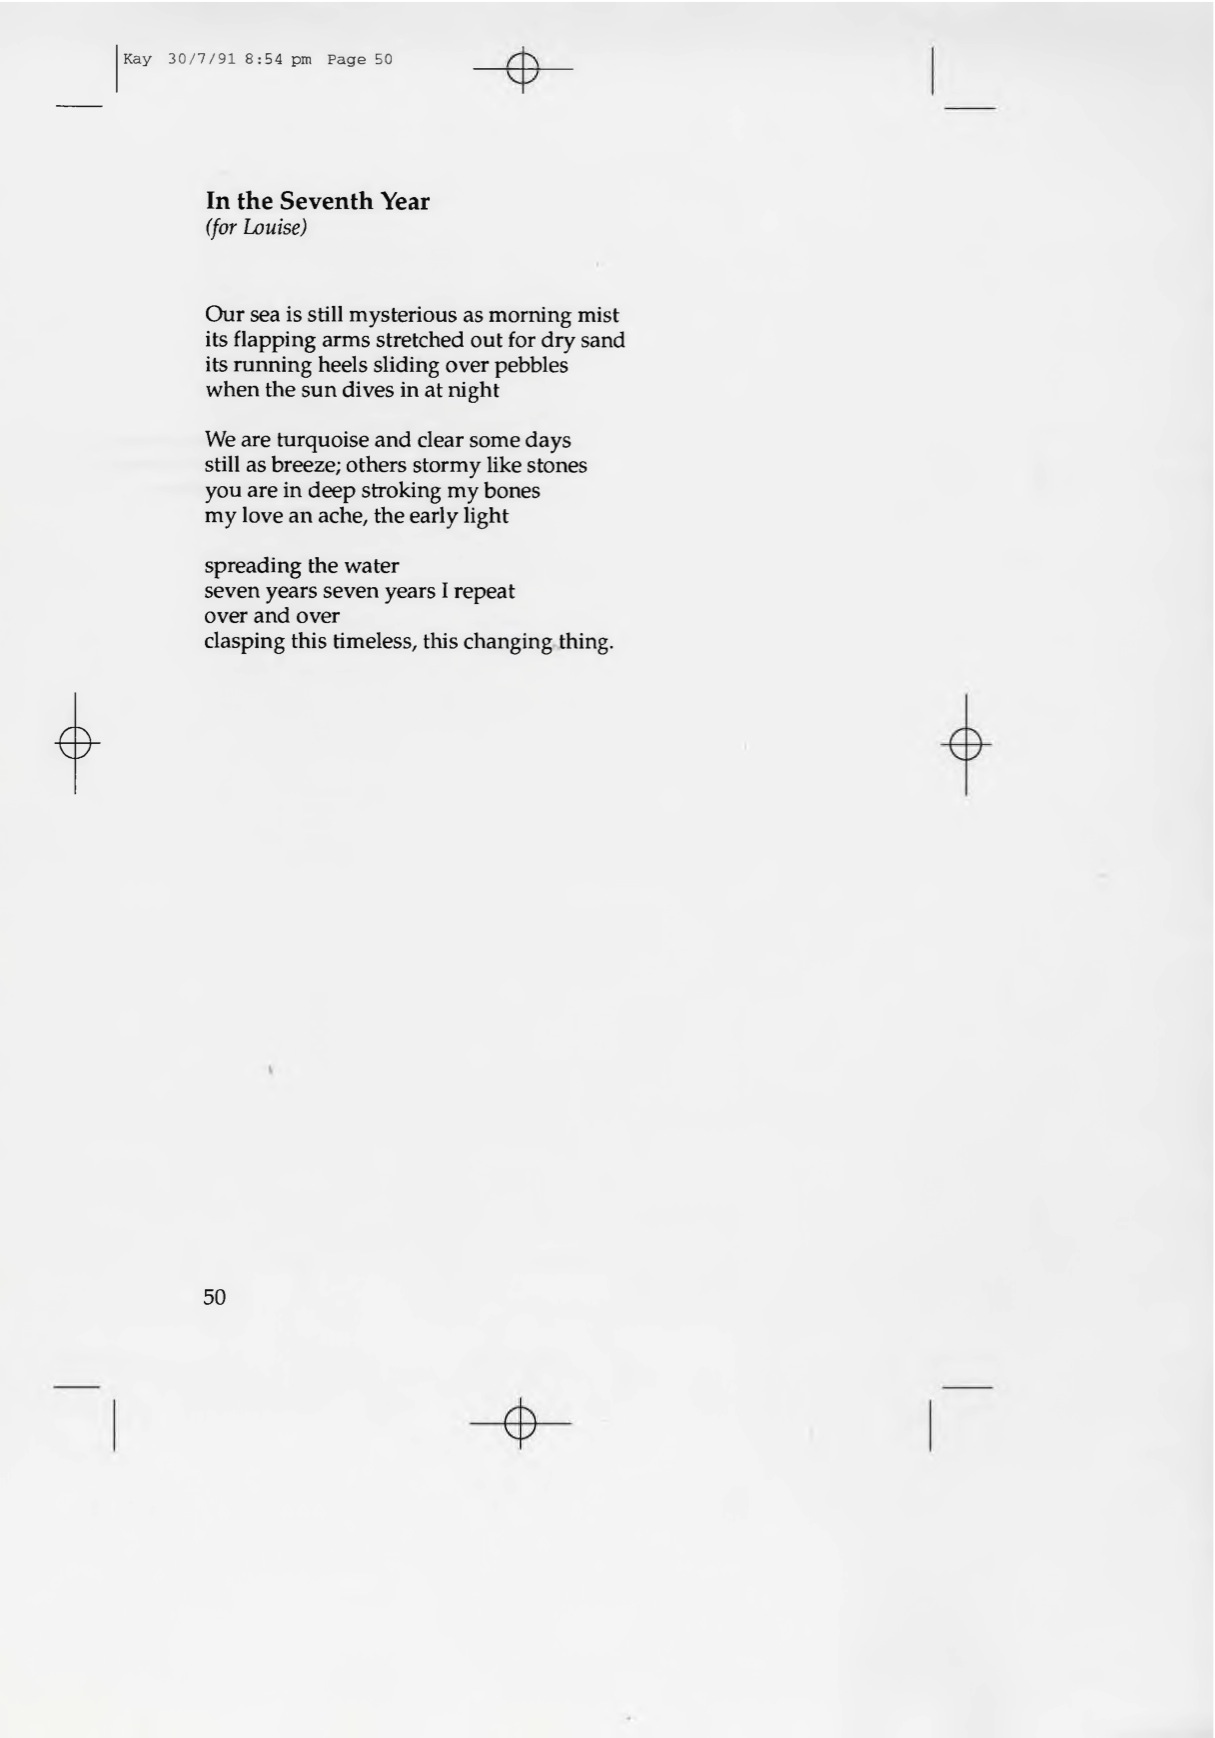 Kay 30/7/91 8:54 pm Page 50
In the Seventh Year
(for Louise)
Our sea is still mysterious as morning mist
its flapping arms stretched out for dry sand
its running heels sliding over pebbles
when the sun dives in at night
We are turquoise and clear some days
still as breeze; others stormy like stones
you are in deep stroking my bones
my love an ache, the early light
spreading the water
seven years seven years I repeat
over and over
clasping this timeless, this changing thing.
50